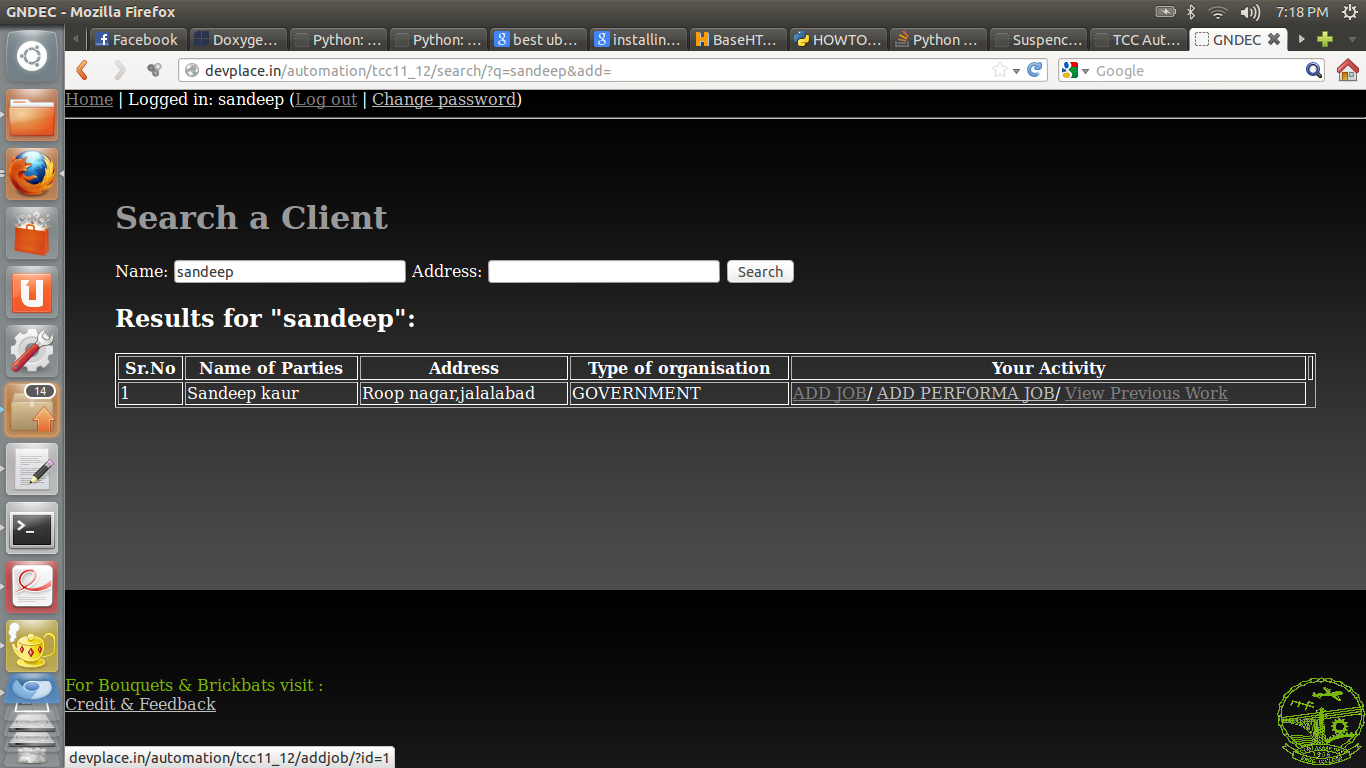 GNDEC - Mozilla Firefox
7:18 PM
Facebook
Doxyge...
Python: ...
Python: ...
best ub...
installin...
BaseHT...
HOWTO...
Python ...
Suspenc...
TCC Aut...
GNDEC
devplace.in/automation/tcc11_12/search/?q=sandeep&add=
Google
Home | Logged in: sandeep (Log out | Change password)
Search a Client
Name: sandeep Address: Search
Results for "sandeep":
Sr.No Name of Parties Address Type of organisation Your Activity
1 Sandeep kaur Roop nagar,jalalabad GOVERNMENT ADD JOB/ ADD PERFORMA JOB/ View Previous Work
14
For Bouquets & Brickbats visit :
Credit & Feedback
devplace.in/automation/tcc11_12/addjob/?id=1